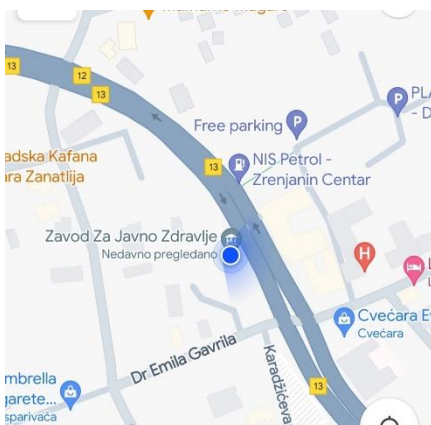 13
12
13
Free parking
P
P
PLA
- D
adska Kafana
ara Zanatlija
13
NIS Petrol -
Zrenjanin Centar
Zavod Za Javno Zdravlje
Nedavno pregledano
H
L
Cvećara E
Cvećara
Dr Emila Gavrila
Karadžićeva
13
mbrella
garete...
sparivača